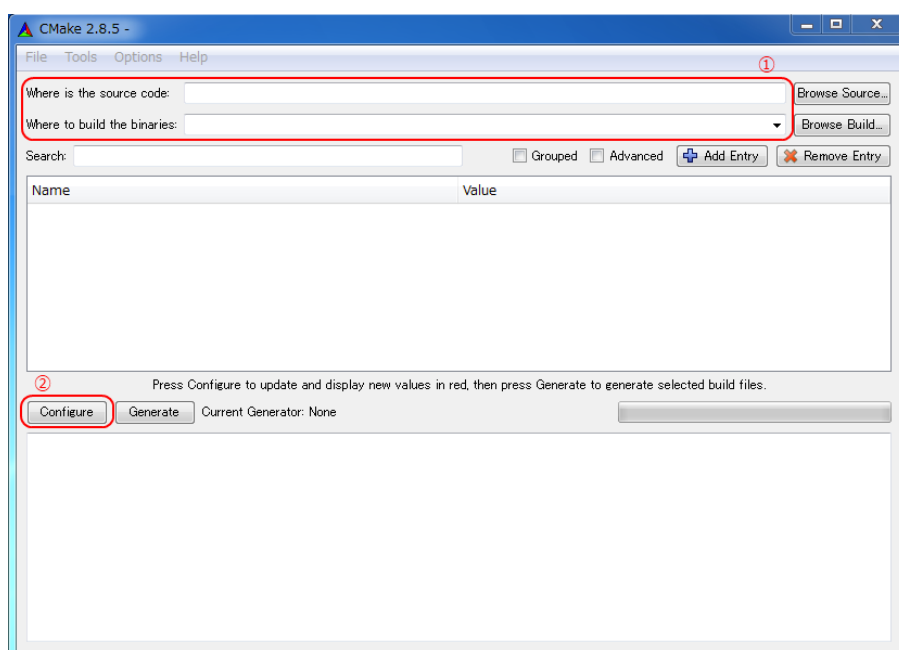 CMake 2.8.5 -
File Tools Options Help
①
Where is the source code: Browse Source...
Where to build the binaries: Browse Build...
Search: Grouped Advanced Add Entry Remove Entry
Name Value
②
Press Configure to update and display new values in red, then press Generate to generate selected build files.
Configure Generate Current Generator: None